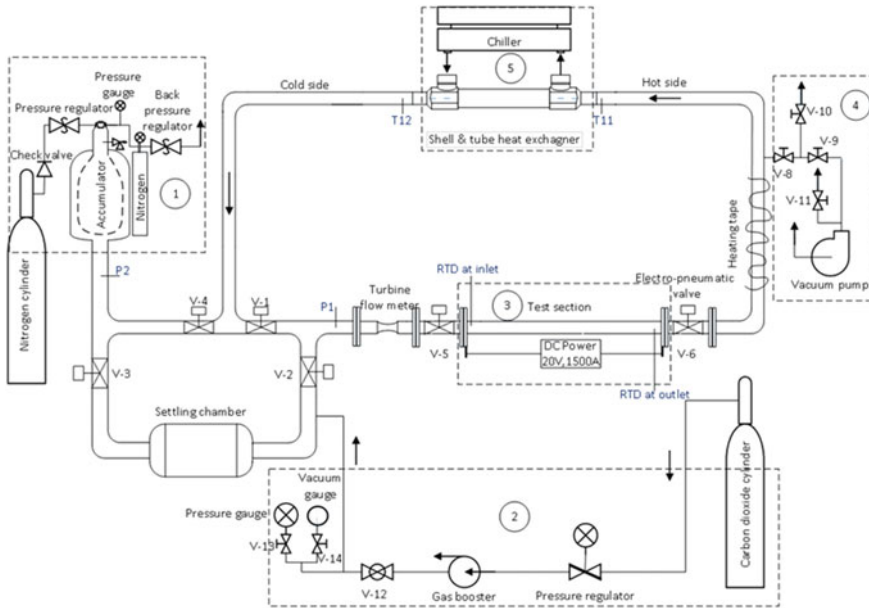 Chiller
5
Cold side
Hot side
T12
T11
Shell & tube heat exchagner
Pressure
gauge
Back
pressure
regulator
Pressure regulator
Check valve
Accumulator
Nitrogen
1
Nitrogen cylinder
P2
4
V-10
V-9
V-8
V-11
Vacuum pump
Heating tape
V-4
V-1
P1
Turbine
flow meter
RTD at inlet
3
Test section
Electro-pneumatic
valve
V-5
DC Power
20V,1500A
V-6
RTD at outlet
V-3
V-2
Settling chamber
Vacuum
gauge
Pressure gauge
2
V-13
V-14
V-12
Gas booster
Pressure regulator
Carbon dioxide cylinder